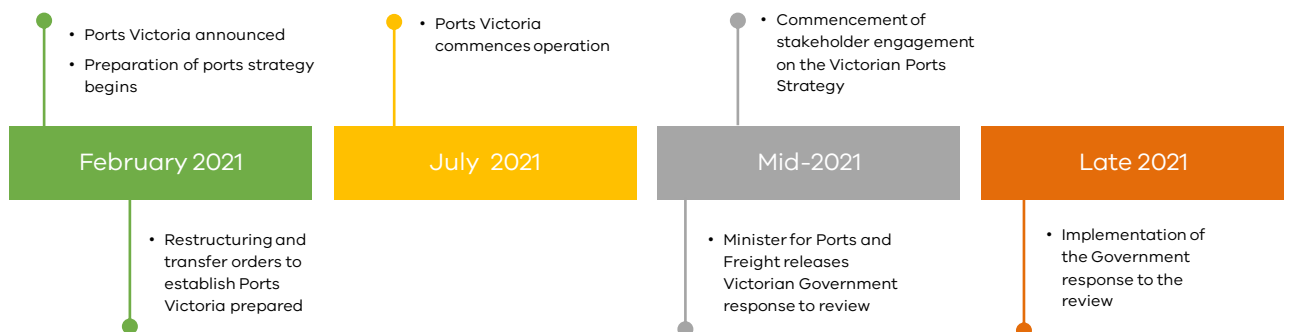 • Ports Victoria announced
• Preparation of ports strategy
begins
• Ports Victoria
commences operation
• Commencement of
stakeholder engagement
on the Victorian Ports
Strategy
February 2021
July 2021
Mid-2021
Late 2021
• Restructuring and
transfer orders to
establish Ports
Victoria prepared
• Minister for Ports and
Freight releases
Victorian Government
response to review
• Implementation of
the Government
response to the
review